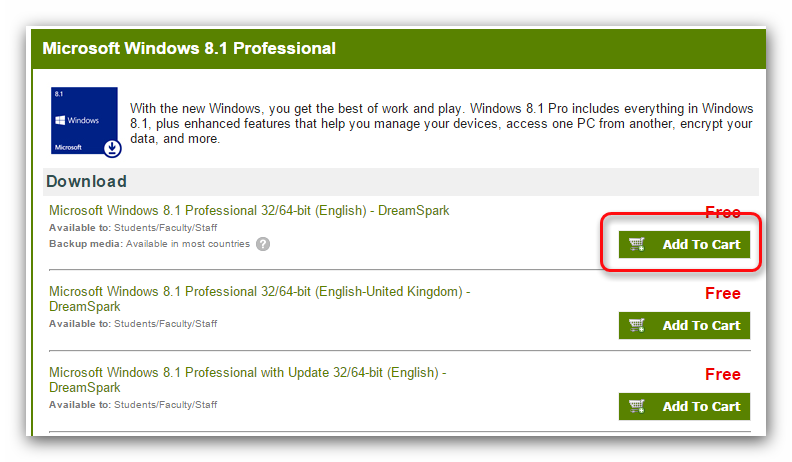 Microsoft Windows 8.1 Professional
8.1
Windows
Microsoft
With the new Windows, you get the best of work and play. Windows 8.1 Pro includes everything in Windows
8.1, plus enhanced features that help you manage your devices, access one PC from another, encrypt your
data, and more.
Download
Microsoft Windows 8.1 Professional 32/64-bit (English) - DreamSpark
Free
Available to: Students/Faculty/Staff
Backup media: Available in most countries ?
Add To Cart
Microsoft Windows 8.1 Professional 32/64-bit (English-United Kingdom) -
DreamSpark
Free
Available to: Students/Faculty/Staff
Add To Cart
Microsoft Windows 8.1 Professional with Update 32/64-bit (English) -
DreamSpark
Free
Available to: Students/Faculty/Staff
Add To Cart